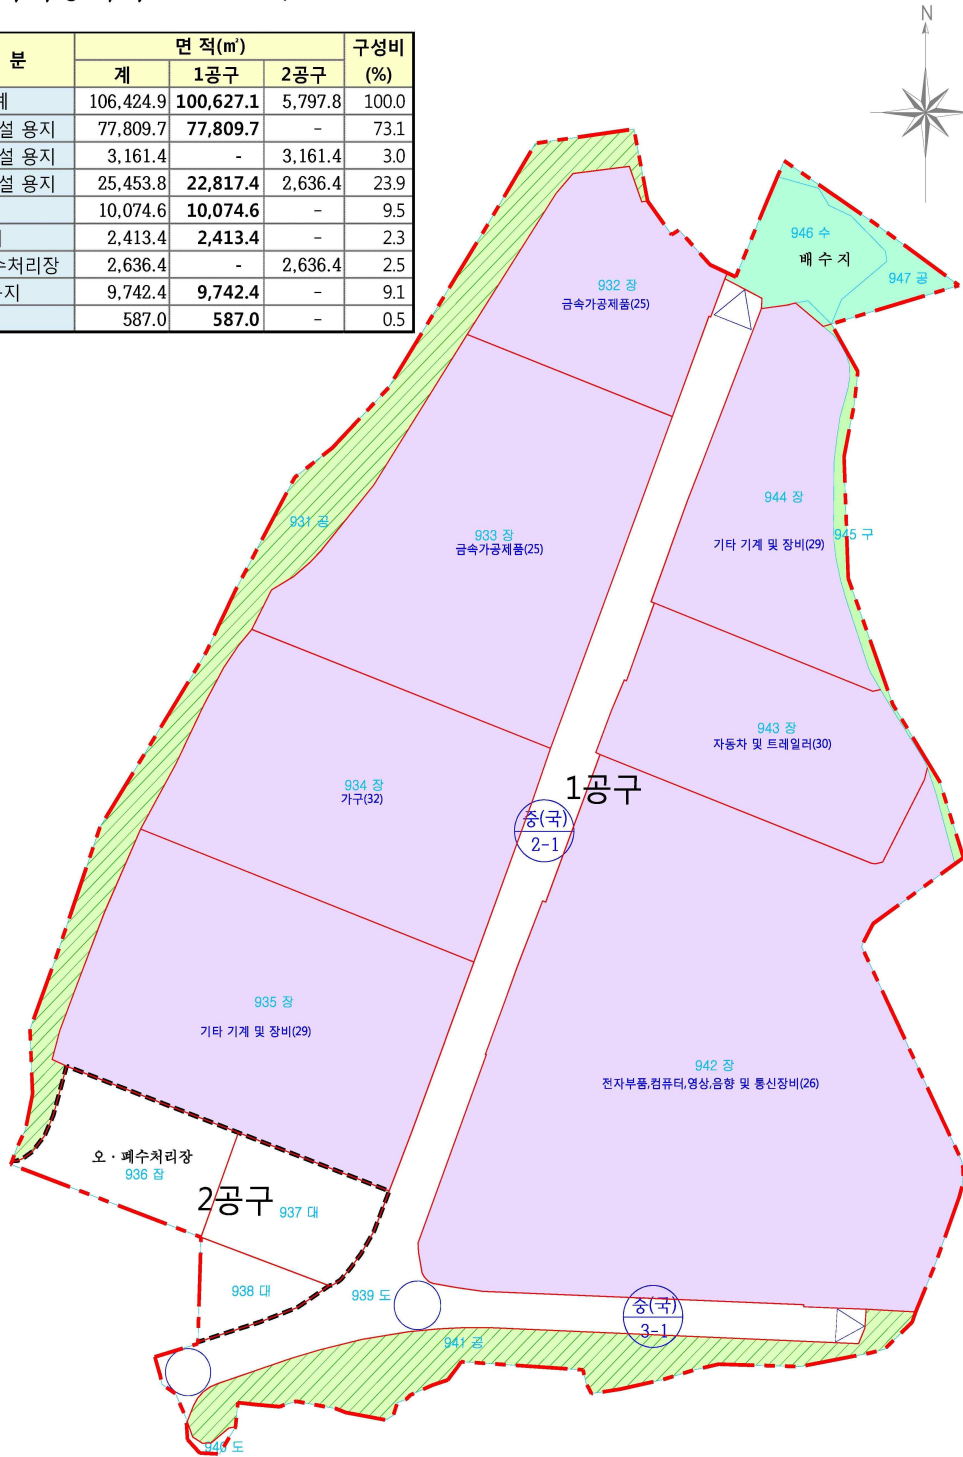 분 면 적(㎡) 구성비
계 1공구 2공구 (%)
계 106,424.9 100,627.1 5,797.8 100.0
설 용지 77,809.7 77,809.7 - 73.1
설 용지 3,161.4 - 3,161.4 3.0
설 용지 25,453.8 22,817.4 2,636.4 23.9
10,074.6 10,074.6 - 9.5
2,413.4 2,413.4 - 2.3
수처리장 2,636.4 - 2,636.4 2.5
지 9,742.4 9,742.4 - 9.1
587.0 587.0 - 0.5
N
946 수
배 수 지
947 공
932 장
금속가공제품(25)
944 장
기타 기계 및 장비(29)
931 공
933 장
금속가공제품(25)
945 구
943 장
자동차 및 트레일러(30)
934 장
가구(32)
1공구
중(국)
2-1
935 장
기타 기계 및 장비(29)
942 장
전자부품,컴퓨터,영상,음향 및 통신장비(26)
오 · 폐수처리장
936 잡
2공구
937 대
938 대
939 도
중(국)
3-1
941 공
940 도